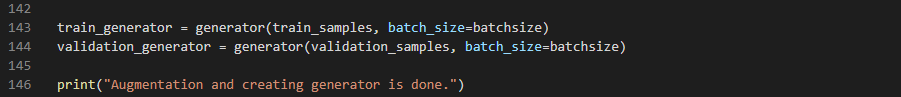 142
143 train_generator = generator(train_samples, batch_size=batchsize)
144 validation_generator = generator(validation_samples, batch_size=batchsize)
145
146 print("Augmentation and creating generator is done.")